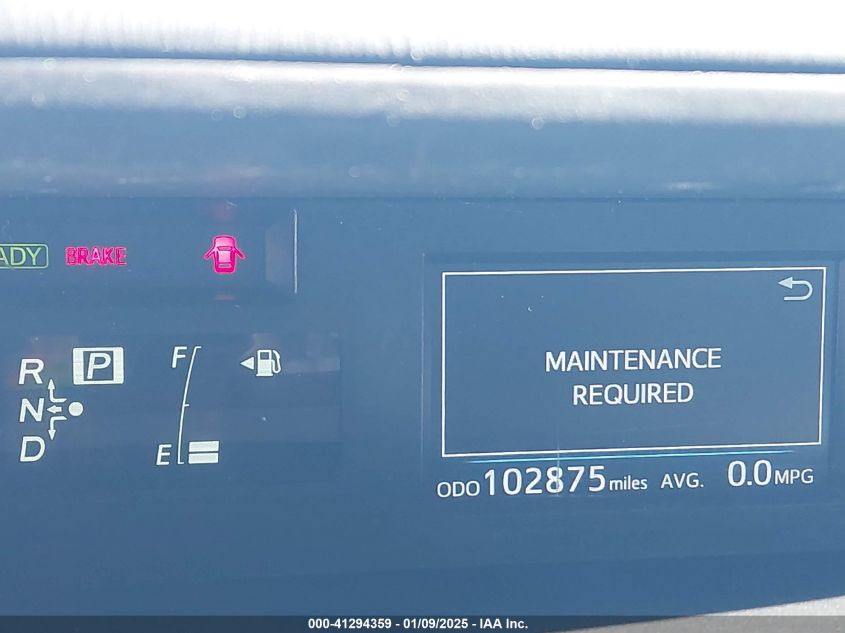 ADY BRAKE
MAINTENANCE
REQUIRED
R P
N
D
F
E
ODO 102875 miles AVG. 0.0 MPG
000-41294359 - 01/09/2025 - IAA Inc.